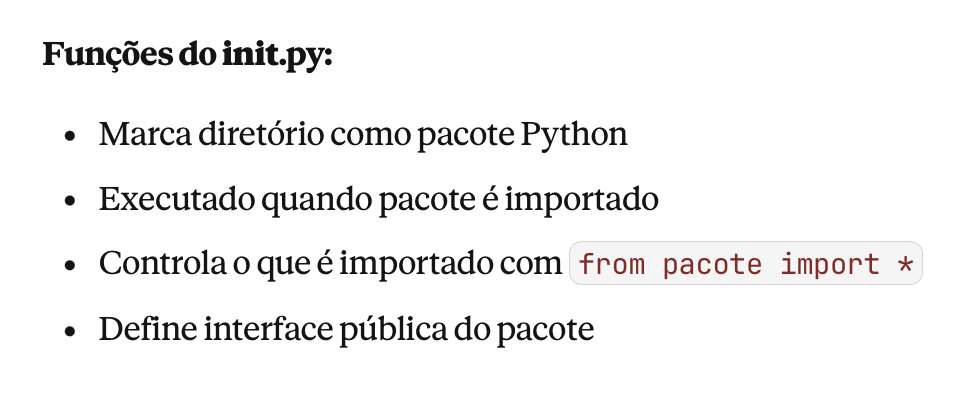 Funções do init.py:
• Marca diretório como pacote Python
• Executado quando pacote é importado
• Controla o que é importado com from pacote import *
• Define interface pública do pacote